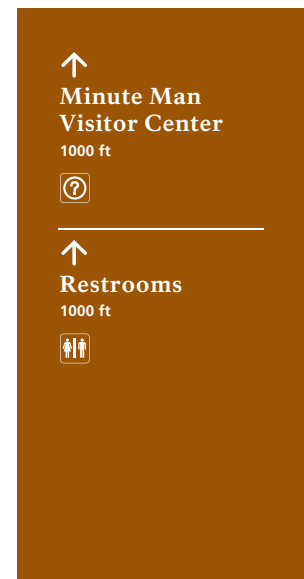 Minute Man
Visitor Center
1000 ft
?
Restrooms
1000 ft